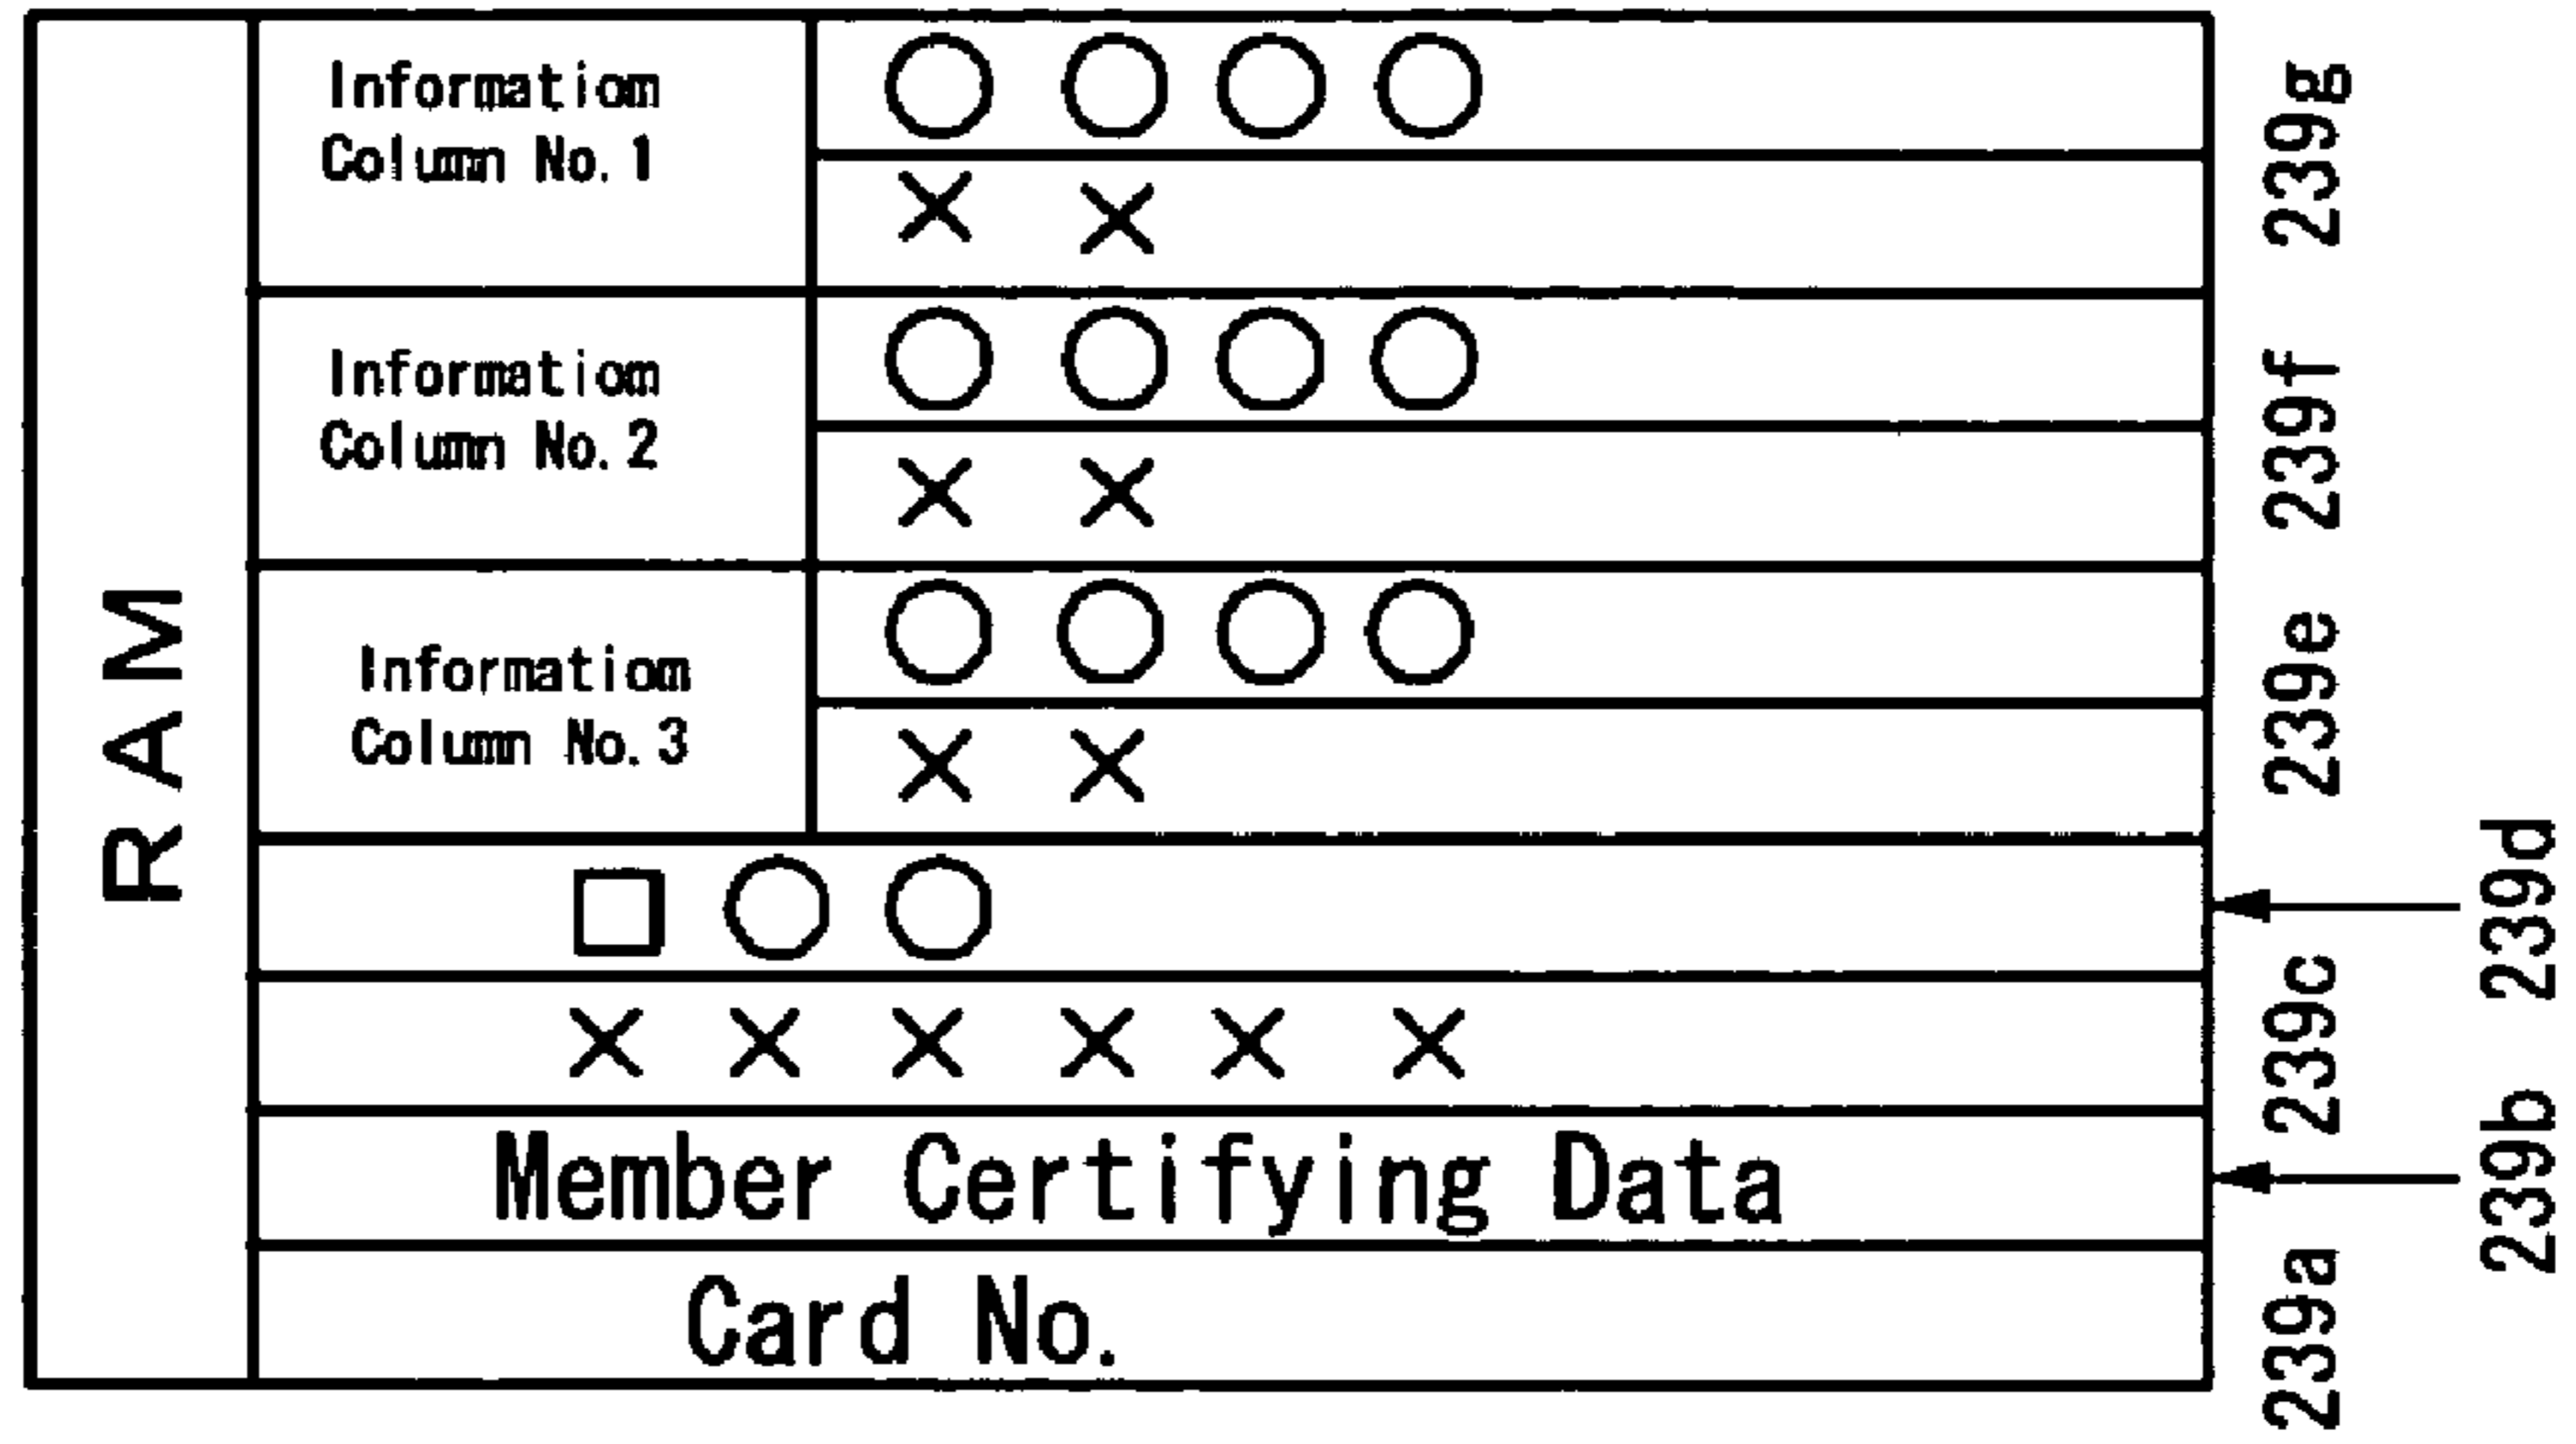 RAM
Informatiom
Column No.1
○ ○ ○ ○
× ×
239g
Informatiom
Column No.2
○ ○ ○ ○
× ×
239f
Informatiom
Column No.3
○ ○ ○ ○
× ×
239e
□ ○ ○
239d
× × × × × ×
239c
Member Certifying Data
239b
Card No.
239a